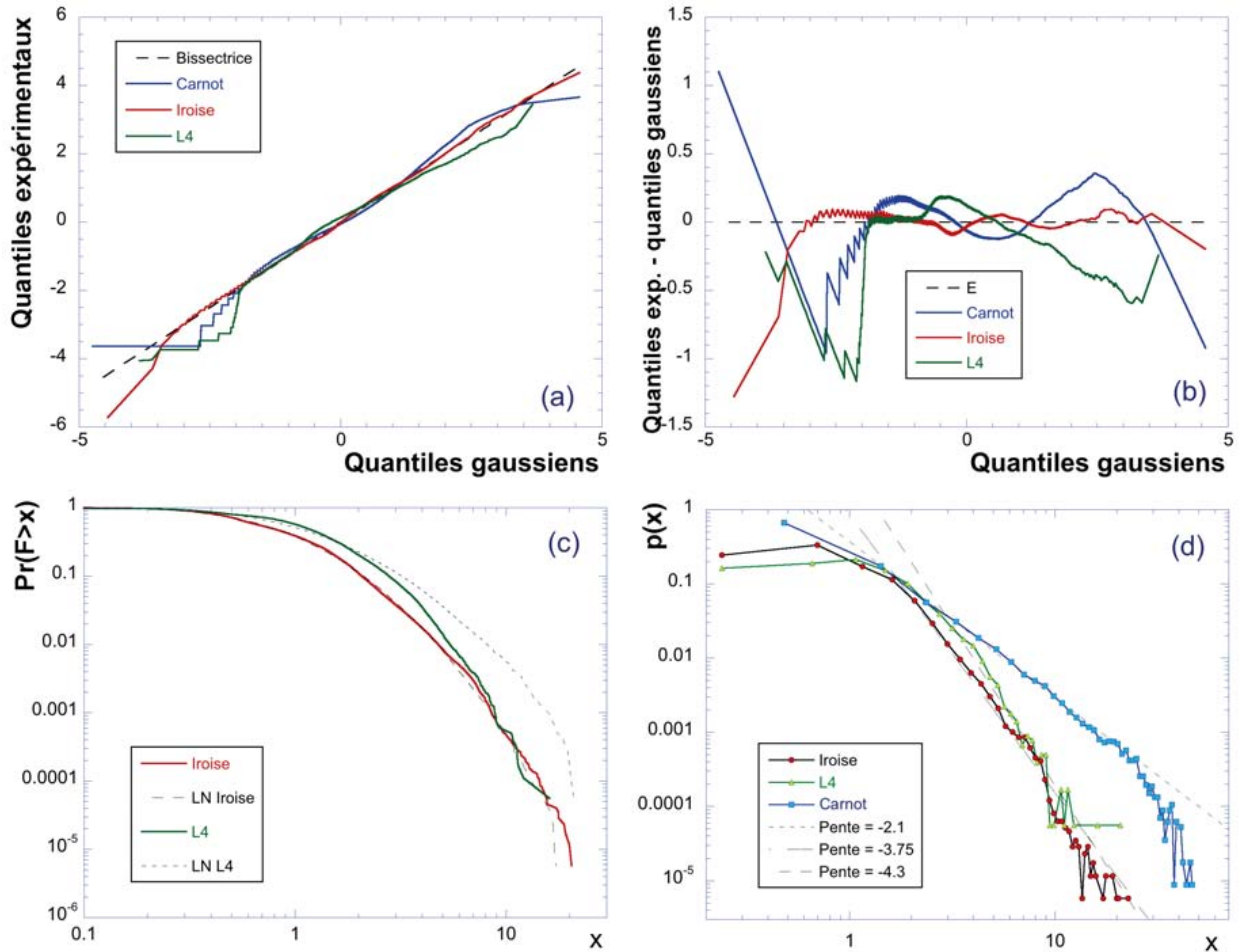 6
4
2
0
-2
-4
-6
Quantiles expérimentaux
Bissectrice
Carnot
Iroise
L4
(a)
-5
0
5
Quantiles gaussiens
1.5
1
0.5
0
-0.5
-1
-1.5
Quantiles exp. - quantiles gaussiens
E
Carnot
Iroise
L4
(b)
-5
0
5
Quantiles gaussiens
Pr(F>x)
1
0.1
0.01
0.001
0.0001
10-5
10-6
(c)
Iroise
LN Iroise
L4
LN L4
0.1
1
10
x
p(x)
1
0.1
0.01
0.001
0.0001
10-5
(d)
Iroise
L4
Carnot
Pente = -2.1
Pente = -3.75
Pente = -4.3
1
10
x